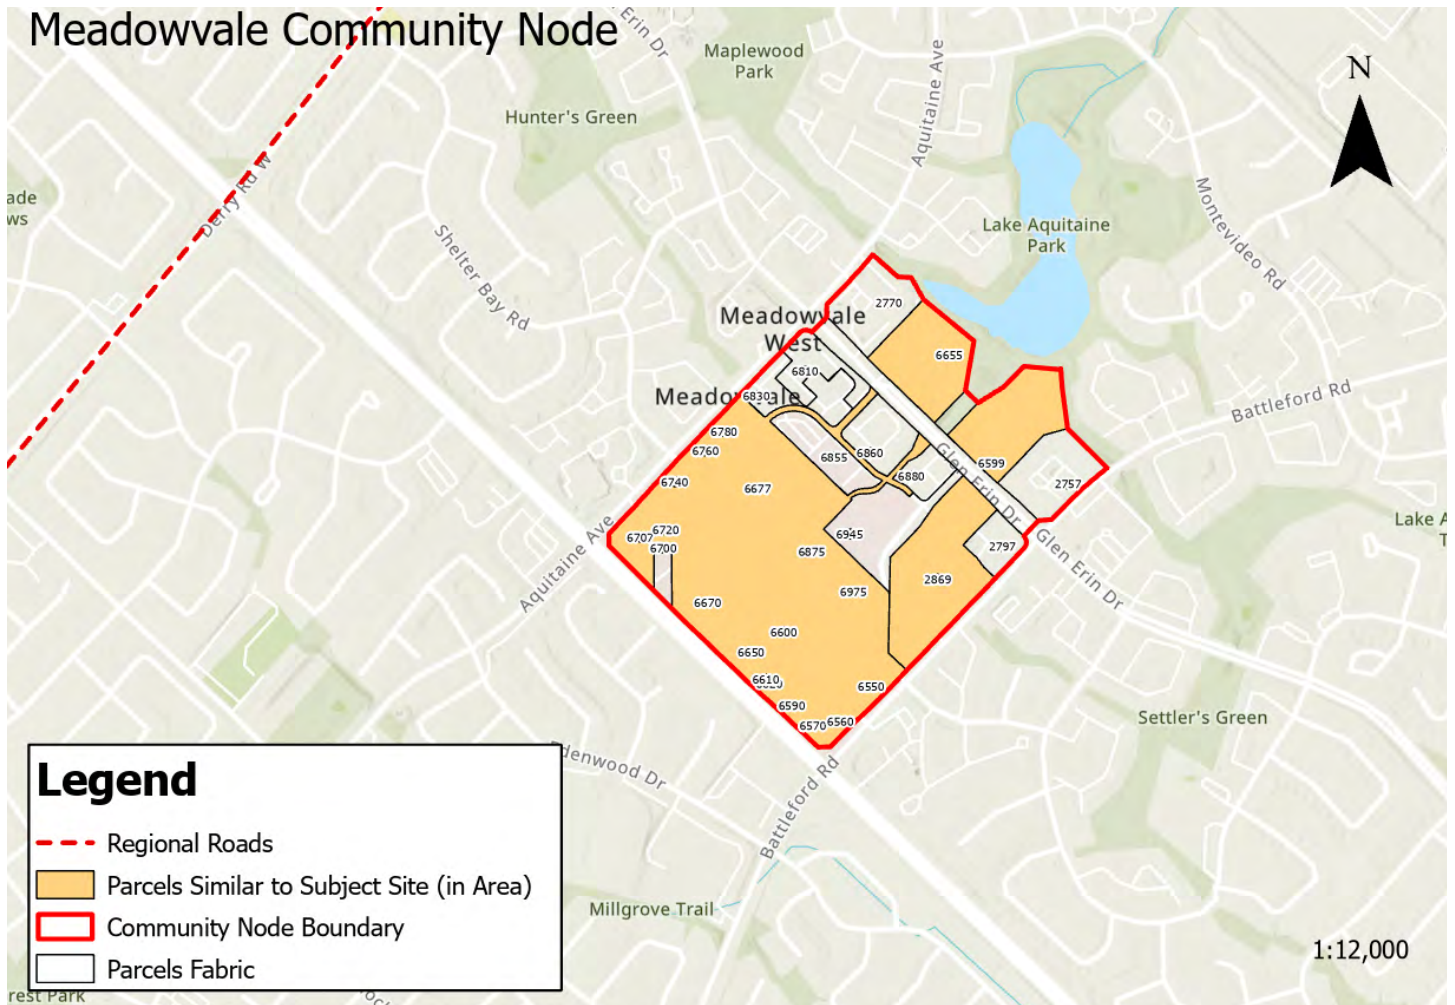 Meadowvale Community Node
Erin Dr
Maplewood
Park
Aquitaine Ave
N
Hunter's Green
Derry Rd W
ade
ws
Shelter Bay Rd
Lake Aquitaine
Park
Montevideo Rd
2770
Meadowvale
West
6655
6810
Meadowvale
6830
Battleford Rd
6780
6760
6855
6860
Glen Erin Dr
6599
6880
2757
6740
6677
Lake A
T
6707
6720
6700
6945
6875
2797
Glen Erin Dr
Aquitaine Ave
2869
6975
6670
6600
6650
6610
6550
6590
6570
6560
Settler's Green
Edenwood Dr
Battleford Rd
Millgrove Trail
1:12,000
Legend
Regional Roads
Parcels Similar to Subject Site (in Area)
Community Node Boundary
Parcels Fabric
rest Park